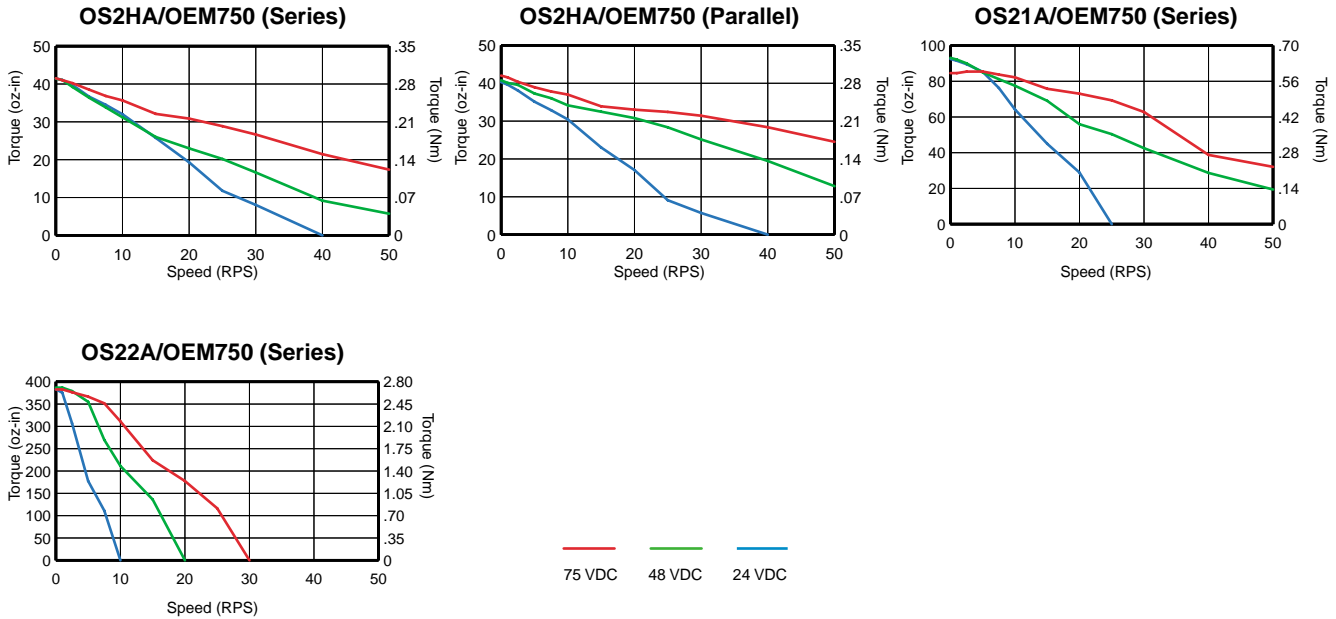 OS2HA/OEM750 (Series)
50
40
30
20
10
0
Torque (oz-in)
.35
.28
.21
.14
.07
0
Torque (Nm)
0 10 20 30 40 50
Speed (RPS)
OS2HA/OEM750 (Parallel)
50
40
30
20
10
0
Torque (oz-in)
.35
.28
.21
.14
.07
0
Torque (Nm)
0 10 20 30 40 50
Speed (RPS)
OS21A/OEM750 (Series)
100
80
60
40
20
0
Torque (oz-in)
.70
.56
.42
.28
.14
0
Torque (Nm)
0 10 20 30 40 50
Speed (RPS)
OS22A/OEM750 (Series)
400
350
300
250
200
150
100
50
0
Torque (oz-in)
2.80
2.45
2.10
1.75
1.40
1.05
.70
.35
0
Torque (Nm)
0 10 20 30 40 50
Speed (RPS)
75 VDC 48 VDC 24 VDC